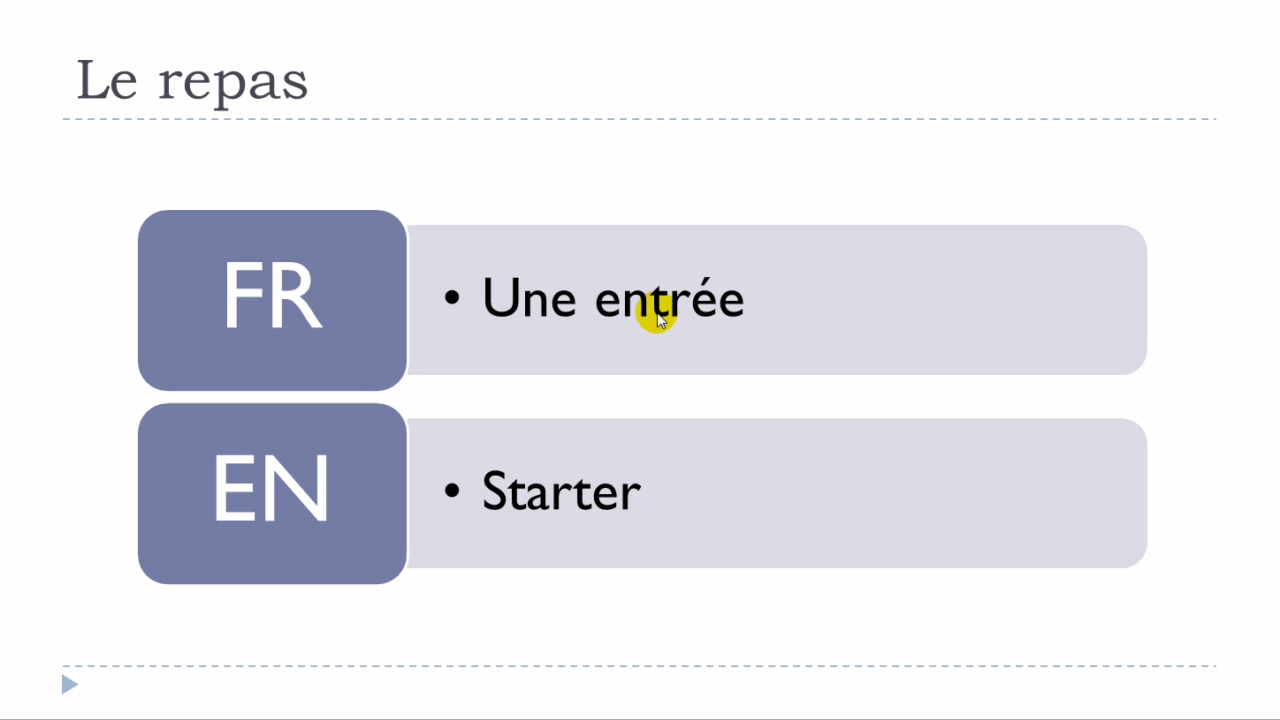 Le repas
FR
• Une entrée
EN
• Starter